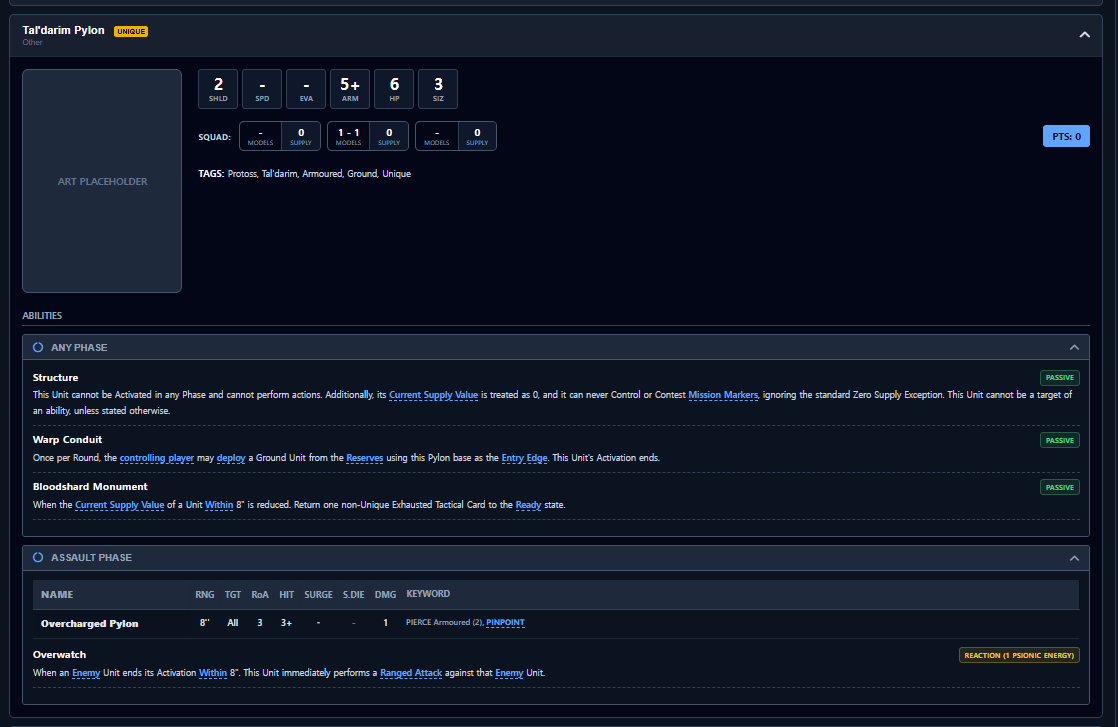 Tal'darim Pylon UNIQUE
Other
ART PLACEHOLDER
2 - - 5+ 6 3
SHLD SPD EVA ARM HP SIZ
SQUAD: - MODELS 0 SUPPLY 1 - 1 MODELS 0 SUPPLY - MODELS 0 SUPPLY
PTS: 0
TAGS: Protoss, Tal'darim, Armoured, Ground, Unique
ABILITIES
ANY PHASE
Structure PASSIVE
This Unit cannot be Activated in any Phase and cannot perform actions. Additionally, its Current Supply Value is treated as 0, and it can never Control or Contest Mission Markers, ignoring the standard Zero Supply Exception. This Unit cannot be a target of
an ability, unless stated otherwise.
Warp Conduit PASSIVE
Once per Round, the controlling player may deploy a Ground Unit from the Reserves using this Pylon base as the Entry Edge. This Unit's Activation ends.
Bloodshard Monument PASSIVE
When the Current Supply Value of a Unit Within 8" is reduced. Return one non-Unique Exhausted Tactical Card to the Ready state.
ASSAULT PHASE
NAME RNG TGT RoA HIT SURGE S.DIE DMG KEYWORD
Overcharged Pylon 8" All 3 3+ - - 1 PIERCE Armoured (2), PINPOINT
Overwatch REACTION (1 PSIONIC ENERGY)
When an Enemy Unit ends its Activation Within 8". This Unit immediately performs a Ranged Attack against that Enemy Unit.